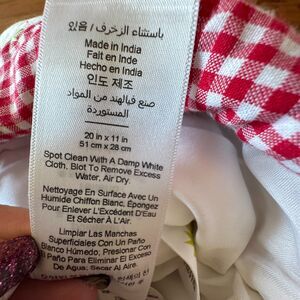 باستثناء الزخرف/ 있음
Made in India
Fait en Inde
Hecho en India
인도 제조
صنع فيالهند من المواد
المستوردة
20 in x 11 in
51 cm x 28 cm
Spot Clean With A Damp White
Cloth. Blot To Remove Excess
Water. Air Dry.
Nettoyage En Surface Avec Un
Humide Chiffon Blanc, Épongez
Pour Enlever L'Excédent D'Eau
Et Sécher À L'Air.
Limpiar Las Manchas
Superficiales Con Un Paño
Blanco Húmedo; Presionar Con
El Paño Para Eliminar El Exceso
De Agua; Secar Al Aire.